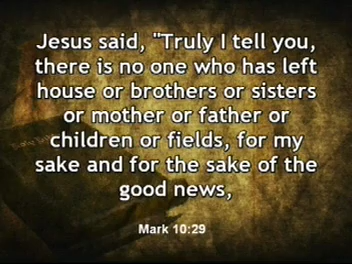 Jesus said, "Truly I tell you,
there is no one who has left
house or brothers or sisters
or mother or father or
children or fields, for my
sake and for the sake of the
good news,
Mark 10:29